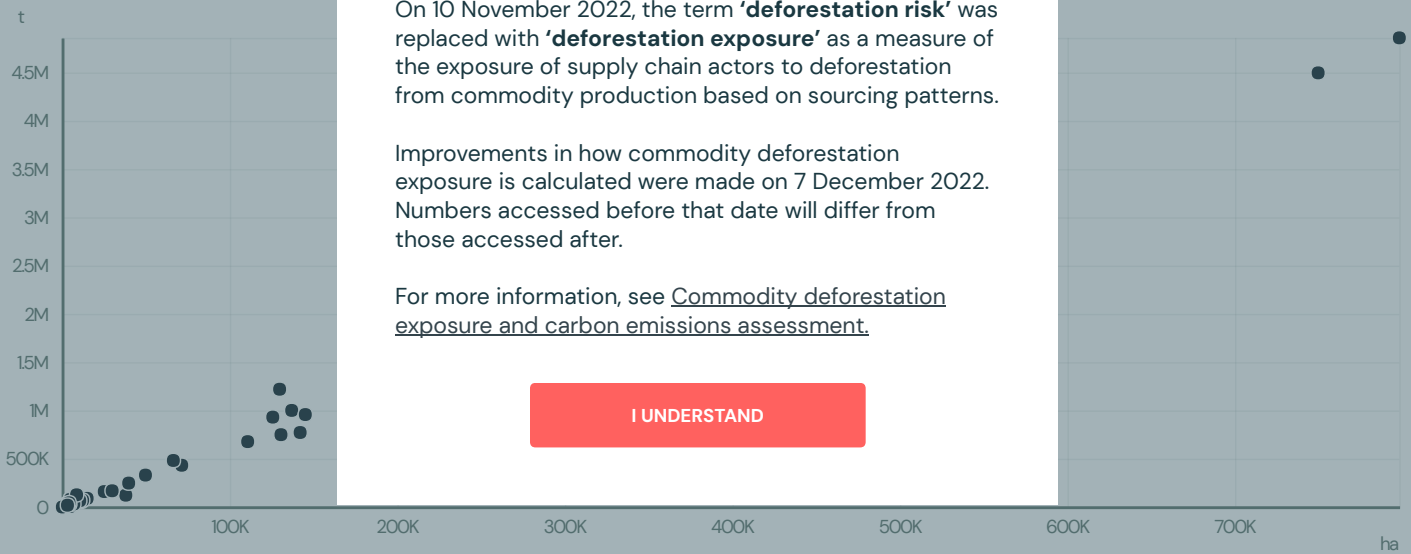 t
4.5M
4M
3.5M
3M
2.5M
2M
1.5M
1M
500K
0
On 10 November 2022, the term ‘deforestation risk’ was
replaced with ‘deforestation exposure’ as a measure of
the exposure of supply chain actors to deforestation
from commodity production based on sourcing patterns.
Improvements in how commodity deforestation
exposure is calculated were made on 7 December 2022.
Numbers accessed before that date will differ from
those accessed after.
For more information, see Commodity deforestation
exposure and carbon emissions assessment.
I UNDERSTAND
100K 200K 300K 400K 500K 600K 700K
ha